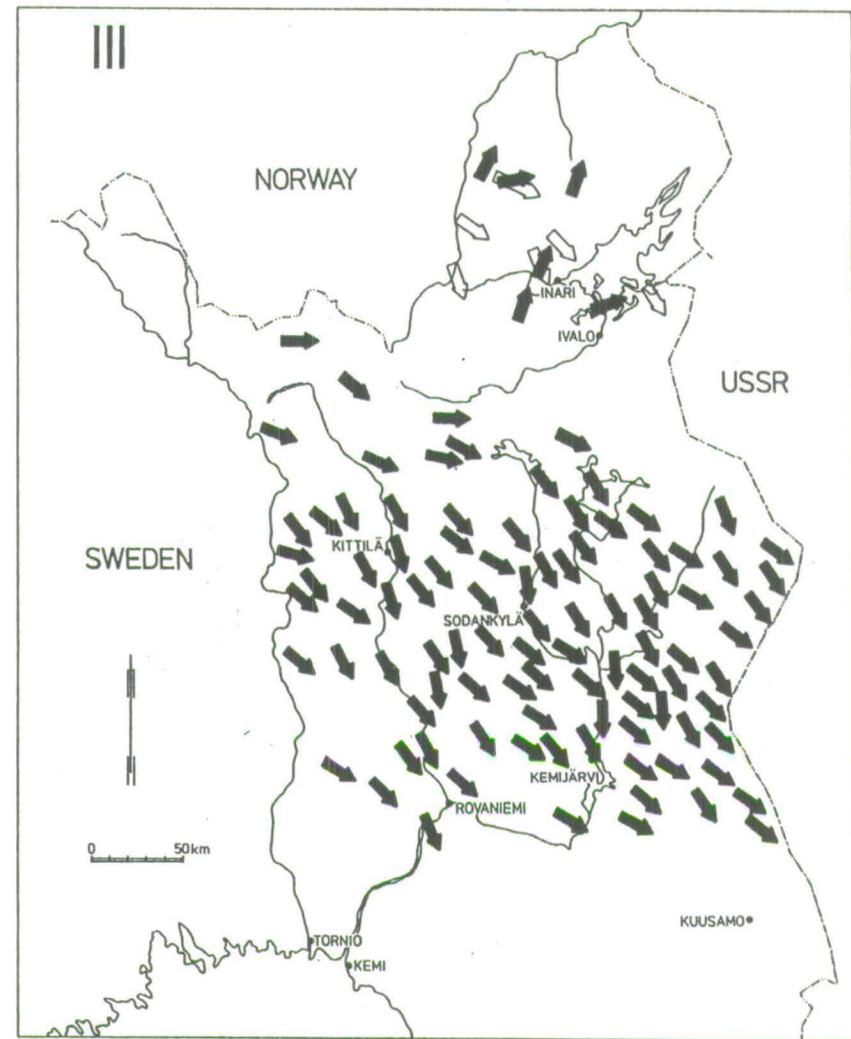 III
NORWAY
INARI
IVALO
USSR
KITTILÄ
SWEDEN
SODANKYLÄ
KEMIJÄRVI
ROVANIEMI
0 50km
KUUSAMO
TORNIO
KEMI